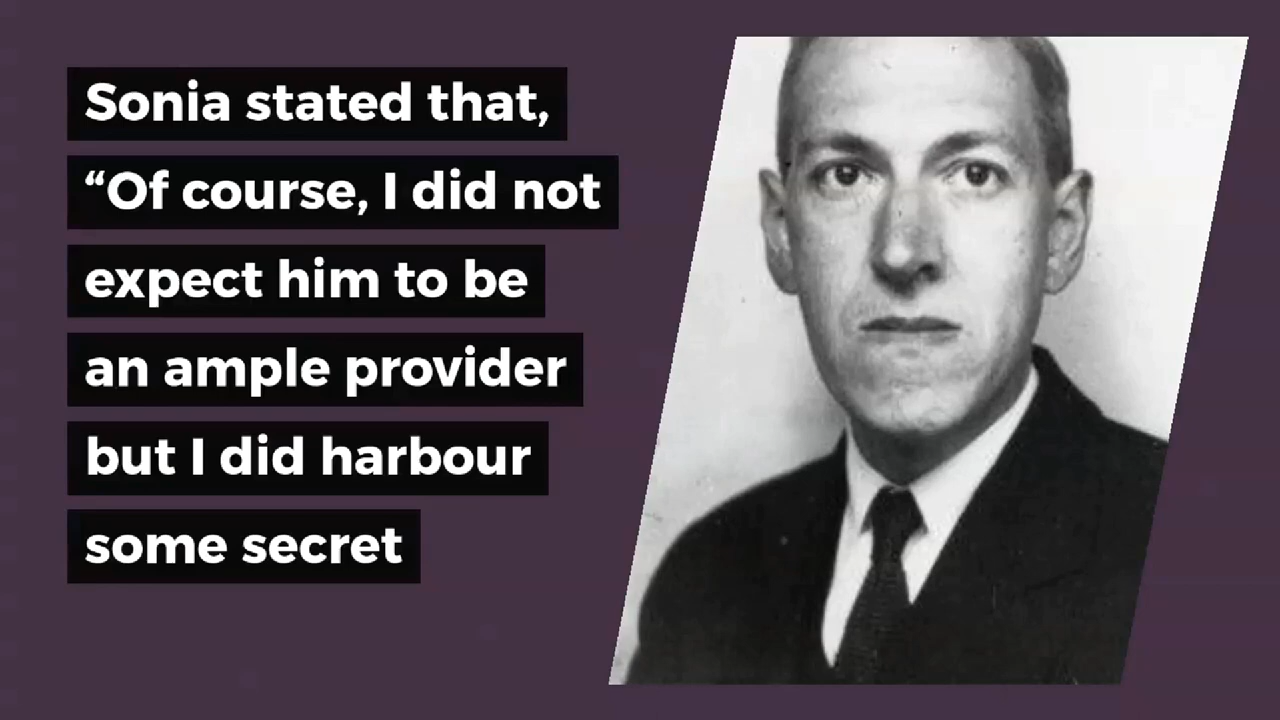 Sonia stated that,
“Of course, I did not
expect him to be
an ample provider
but I did harbour
some secret